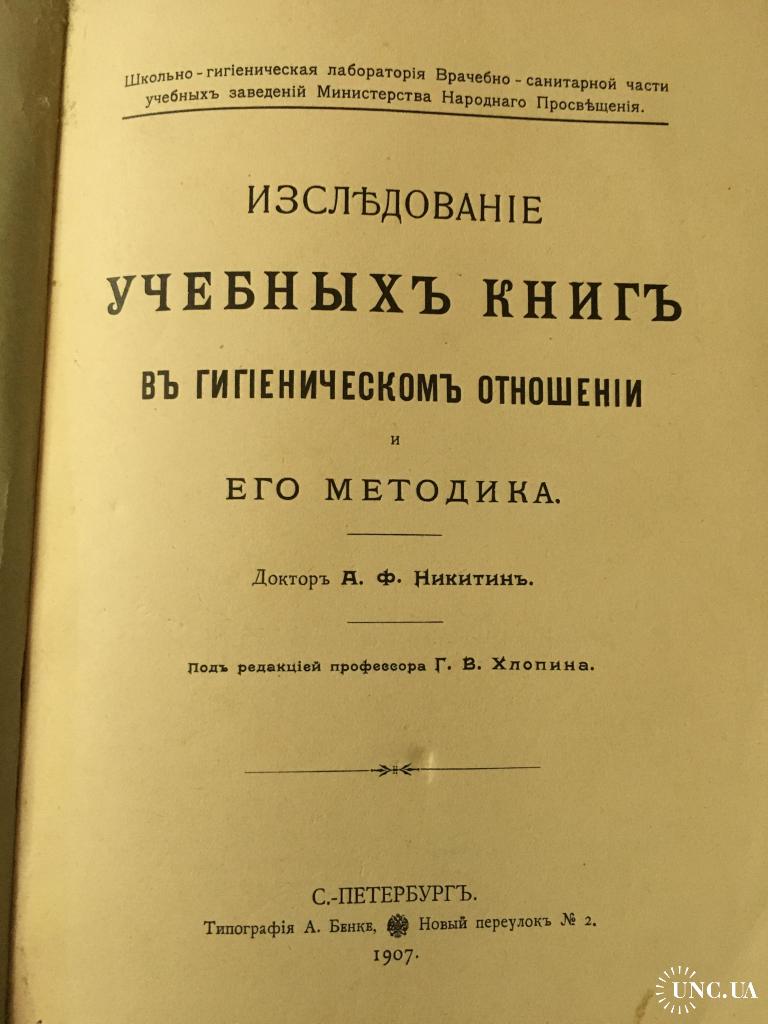 Школьно-гигіеническая лабораторія Врачебно-санитарной части
учебныхъ заведеній Министерства Народнаго Просвѣщенія.
ИЗСЛѢДОВАНІЕ
УЧЕБНЫХЪ КНИГЪ
ВЪ ГИГІЕНИЧЕСКОМЪ ОТНОШЕНІИ
и
ЕГО МЕТОДИКА.
Докторъ А. Ф. Никитинъ.
Подъ редакціей профессора Г. В. Хлопина.
С.-ПЕТЕРБУРГЪ.
Типографія А. Бенке, Новый переулокъ № 2.
1907.
UNC.UA